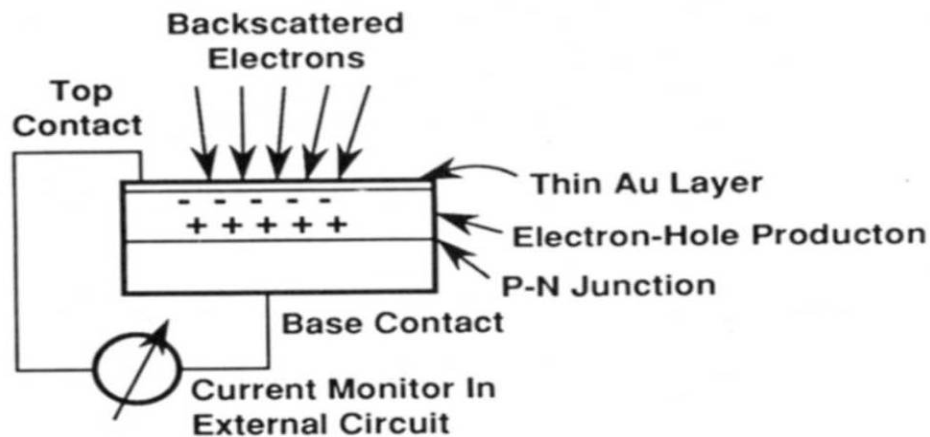 Backscattered
Electrons
Top
Contact
Thin Au Layer
- - - - -
+ + + + +
Electron-Hole Producton
P-N Junction
Base Contact
Current Monitor In
External Circuit